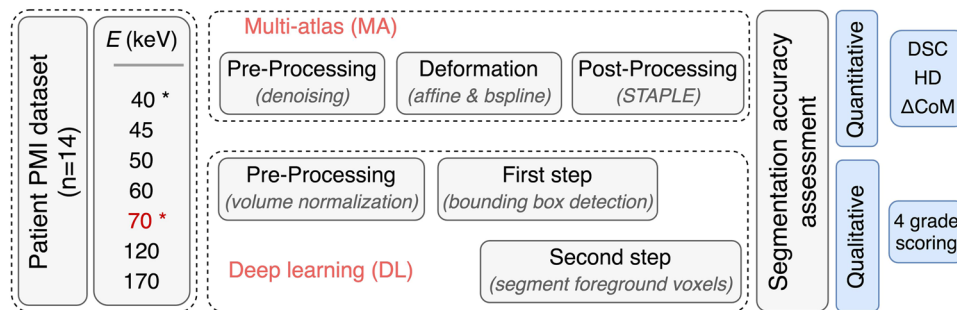 Patient PMI dataset
(n=14)
E (keV)
40 *
45
50
60
70 *
120
170
Multi-atlas (MA)
Pre-Processing
(denoising)
Deformation
(affine & bspline)
Post-Processing
(STAPLE)
Pre-Processing
(volume normalization)
First step
(bounding box detection)
Deep learning (DL)
Second step
(segment foreground voxels)
Segmentation accuracy
assessment
Quantitative
DSC
HD
ΔCoM
Qualitative
4 grade
scoring